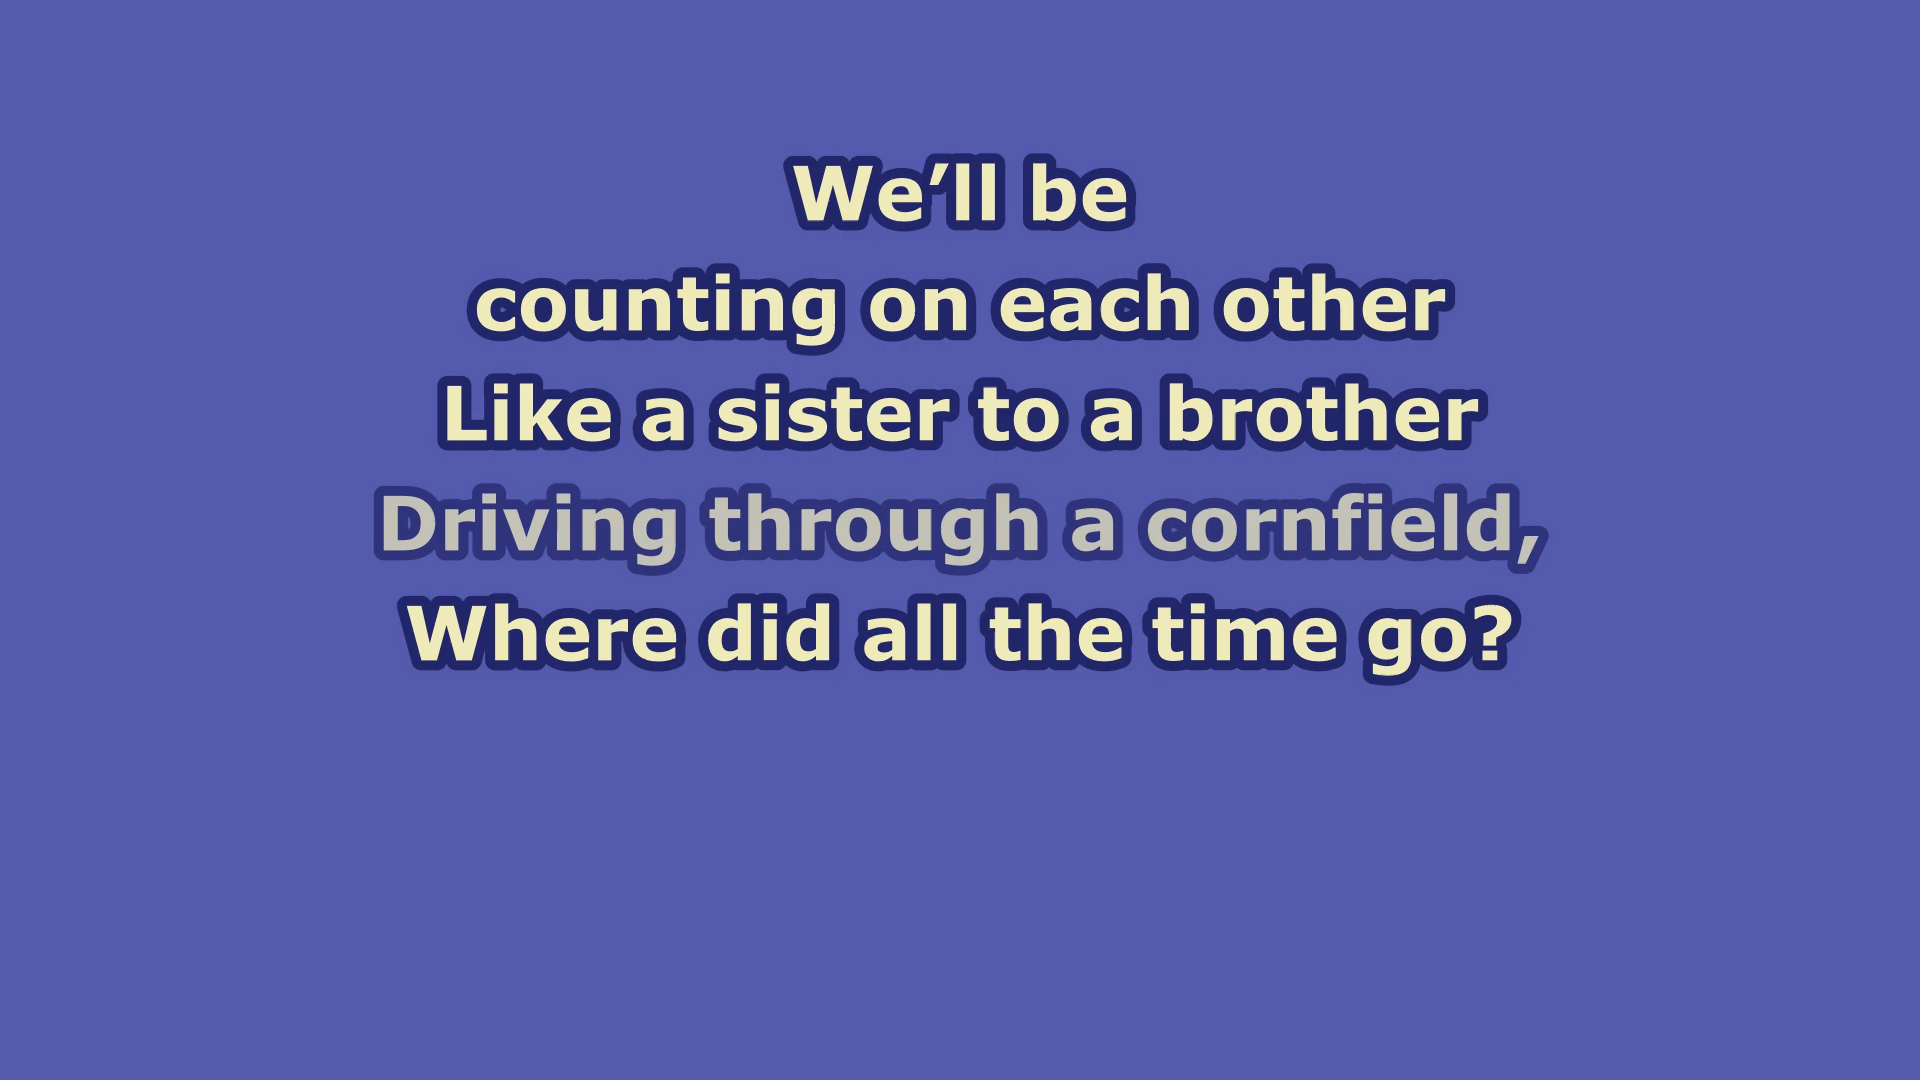 We’ll be
counting on each other
Like a sister to a brother
Driving through a cornfield,
Where did all the time go?